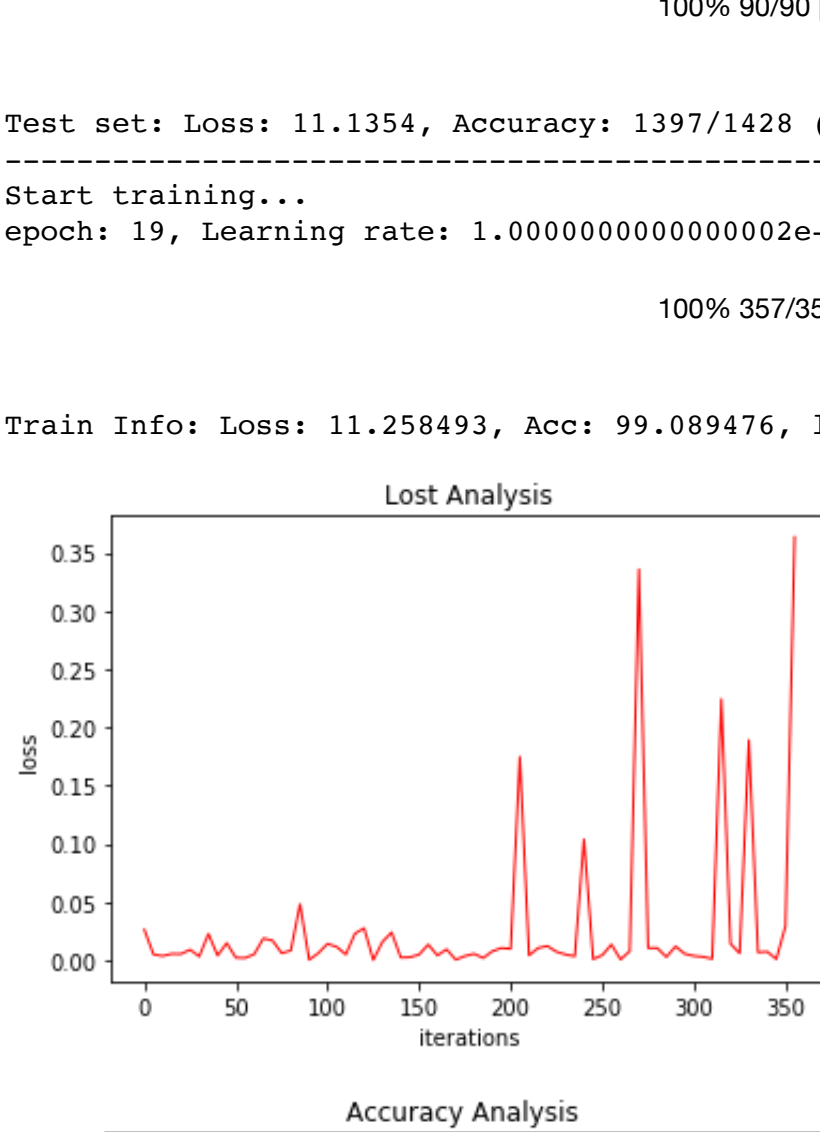 100% 90/90
Test set: Loss: 11.1354, Accuracy: 1397/1428 (
--------------------------------------------------
Start training...
epoch: 19, Learning rate: 1.0000000000000002e-
100% 357/35
Train Info: Loss: 11.258493, Acc: 99.089476, l
Lost Analysis
0.35
0.30
0.25
0.20
0.15
0.10
0.05
0.00
loss
0 50 100 150 200 250 300 350
iterations
Accuracy Analysis